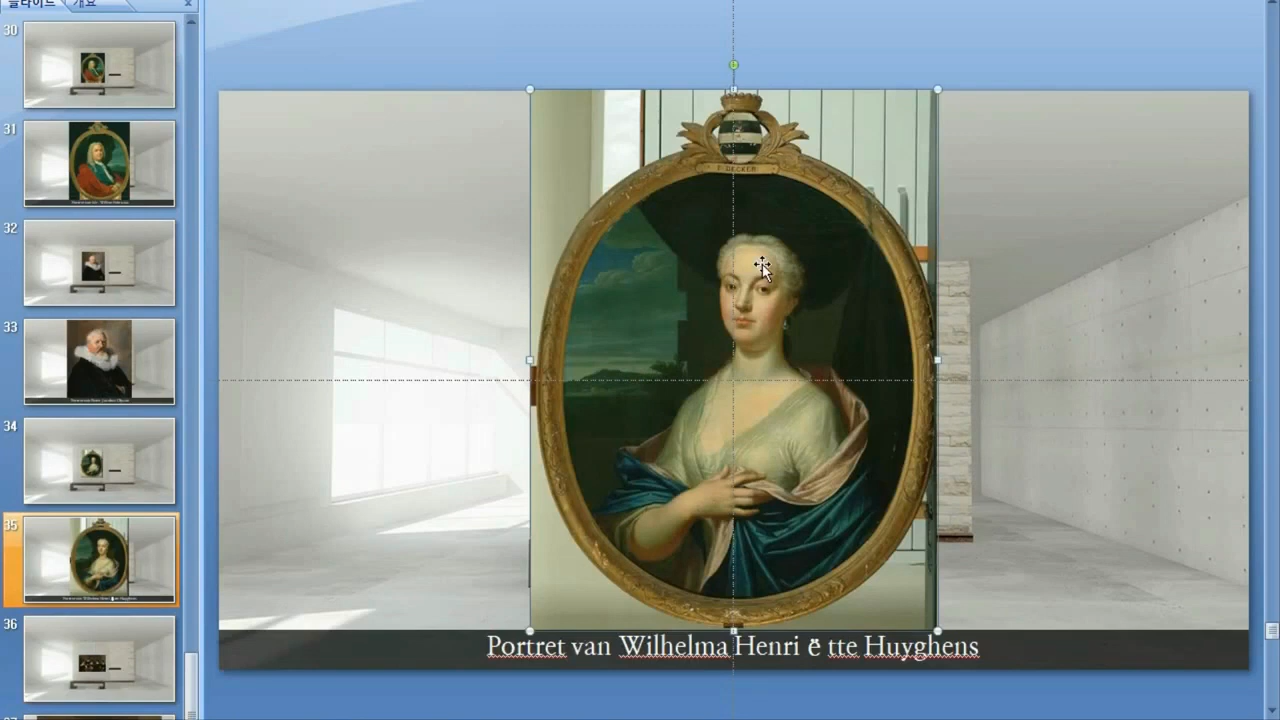 슬라이드 개요 x
30
31
32
33
34
35
36
F DECKER
Portret van Wilhelma Henri ë tte Huyghens